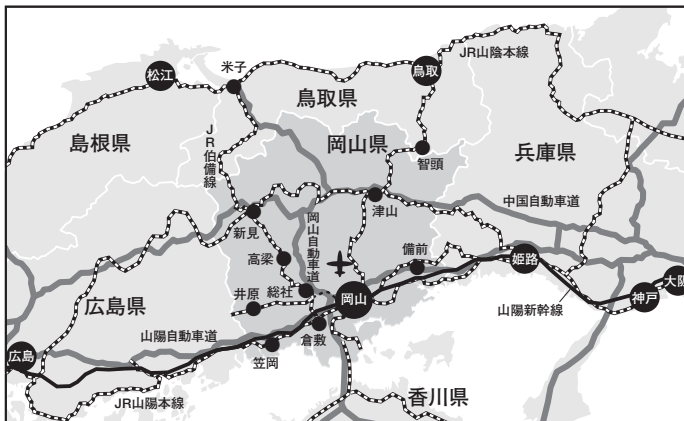 JR山陰本線
松江
米子
鳥取
鳥取県
島根県
岡山県
JR伯備線
智頭
兵庫県
中国自動車道
津山
新見
岡山自動車道
高梁
備前
姫路
総社
井原
岡山
大阪
神戸
広島県
山陽新幹線
山陽自動車道
倉敷
笠岡
広島
JR山陽本線
香川県